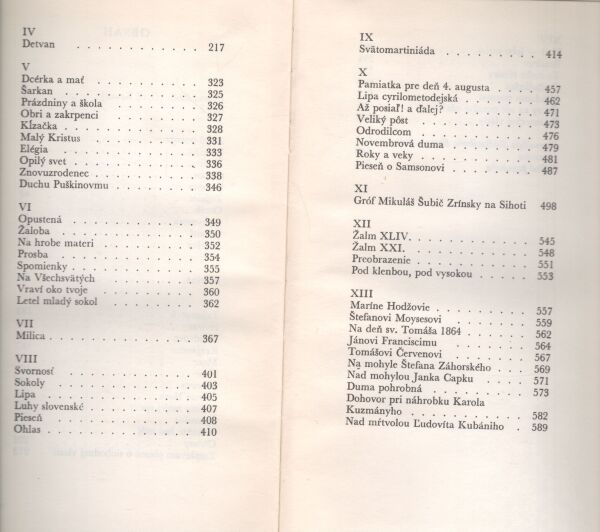 IV
Detvan . . . . . . . . . . . 217
V
Dcérka a mať . . . . . . . . . 323
Šarkan . . . . . . . . . . . 325
Prázdniny a škola . . . . . . . . 326
Obri a zakrpenci . . . . . . . . 327
Kĺzačka . . . . . . . . . . . 328
Malý Kristus . . . . . . . . . 331
Elégia . . . . . . . . . . . 333
Opilý svet . . . . . . . . . . 336
Znovuzrodenec . . . . . . . . . 338
Duchu Puškinovmu . . . . . . . . 346
VI
Opustená . . . . . . . . . . 349
Žaloba . . . . . . . . . . . 350
Na hrobe materi . . . . . . . . 352
Prosba . . . . . . . . . . . 354
Spomienky . . . . . . . . . . 355
Na Všechsvätých . . . . . . . . 357
Vraví oko tvoje . . . . . . . . 360
Letel mladý sokol . . . . . . . . 362
VII
Milica . . . . . . . . . . . 367
VIII
Svornosť . . . . . . . . . . 401
Sokoly . . . . . . . . . . . 403
Lipa . . . . . . . . . . . . 405
Luhy slovenské . . . . . . . . . 407
Pieseň . . . . . . . . . . . 408
Ohlas . . . . . . . . . . . 410
IX
Svätomartiniáda . . . . . . . . . 414
X
Pamiatka pre deň 4. augusta . . . . 457
Lipa cyrilometodejská . . . . . . . 462
Až posiaľ! a ďalej? . . . . . . . . 471
Veliký pôst . . . . . . . . . . 473
Odrodilcom . . . . . . . . . . 476
Novembrová duma . . . . . . . . 479
Roky a veky . . . . . . . . . . 481
Pieseň o Samsonovi . . . . . . . . 487
XI
Gróf Mikuláš Šubič Zrínsky na Sihoti 498
XII
Žalm XLIV. . . . . . . . . . . 545
Žalm XXI. . . . . . . . . . . 548
Preobrazenie . . . . . . . . . . 551
Pod klenbou, pod vysokou . . . . . 553
XIII
Maríne Hodžovie . . . . . . . . 557
Štefanovi Moysesovi . . . . . . . 559
Na deň sv. Tomáša 1864 . . . . . . 562
Jánovi Franciscimu . . . . . . . . 564
Tomášovi Červenovi . . . . . . . 567
Na mohyle Štefana Záhorského . . . . 569
Nad mohylou Janka Capku . . . . . 571
Duma pohrobná . . . . . . . . . 573
Dohovor pri náhrobku Karola
Kuzmányho . . . . . . . . . . 582
Nad mŕtvolou Ľudovíta Kubániho . 589